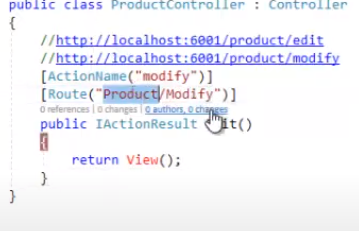 public class ProductController : Controller
{
//http://localhost:6001/product/edit
//http://localhost:6001/product/modify
[ActionName("modify")]
[Route("Product/Modify")]
0 references | 0 changes | 0 authors, 0 changes
public IActionResult it()
{
return View();
}
}